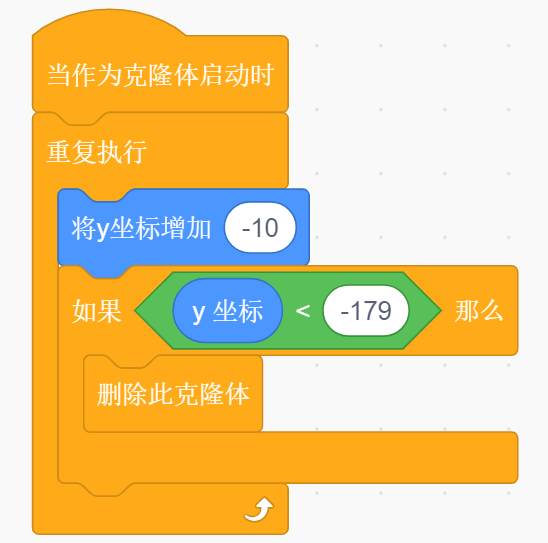 当作为克隆体启动时
重复执行
将y坐标增加 -10
如果 y 坐标 < -179 那么
删除此克隆体